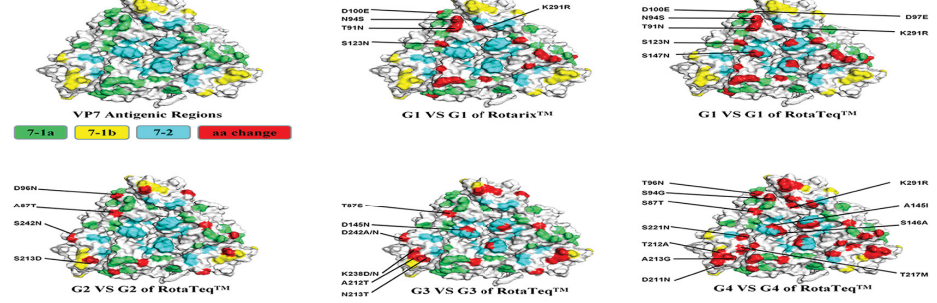 VP7 Antigenic Regions
7-1a 7-1b 7-2 aa change
D100E
N94S
T91N
S123N
K291R
G1 VS G1 of Rotarix™
D100E
N94S
T91N
S123N
S147N
D97E
K291R
G1 VS G1 of RotaTeq™
D96N
A87T
S242N
S213D
G2 VS G2 of RotaTeq™
D145N
D242A/N
K238D/N
A212T
N213T
G3 VS G3 of RotaTeq™
T96N
S94G
S87T
S221N
T212A
A213G
D211N
K291R
A145I
S146A
T217M
G4 VS G4 of RotaTeq™